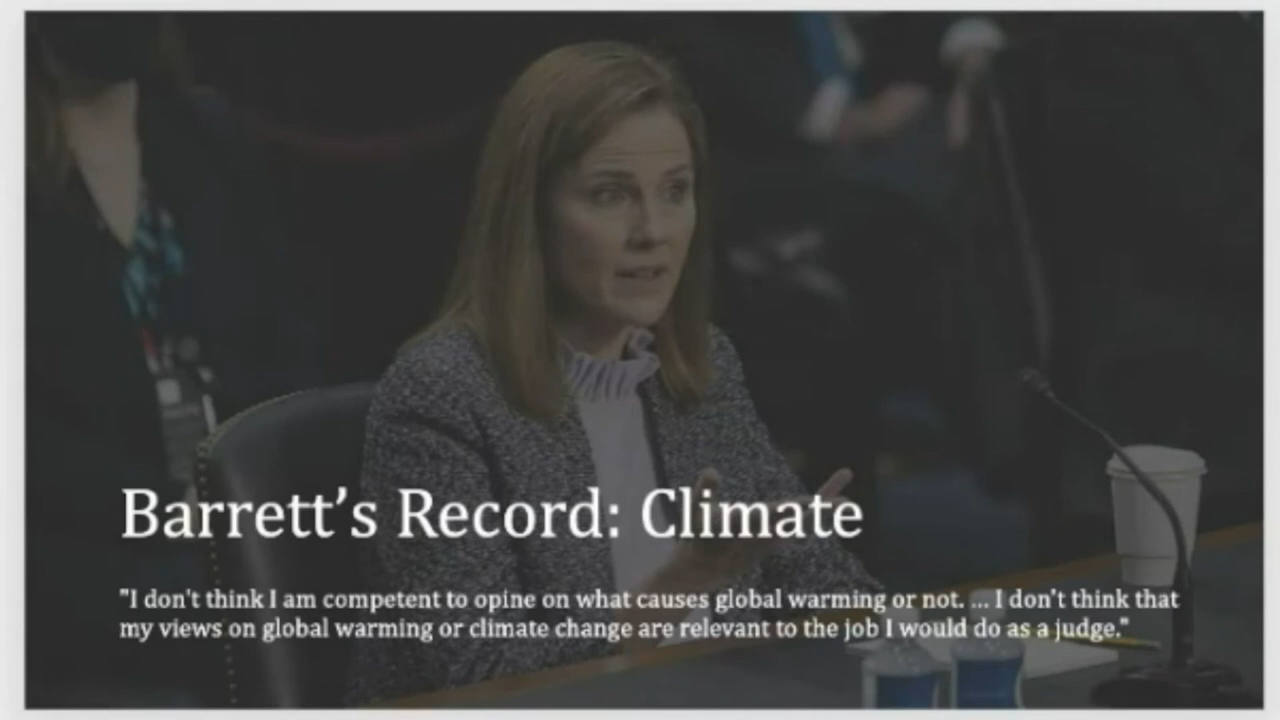 Barrett’s Record: Climate
"I don't think I am competent to opine on what causes global warming or not. ... I don't think that
my views on global warming or climate change are relevant to the job I would do as a judge."